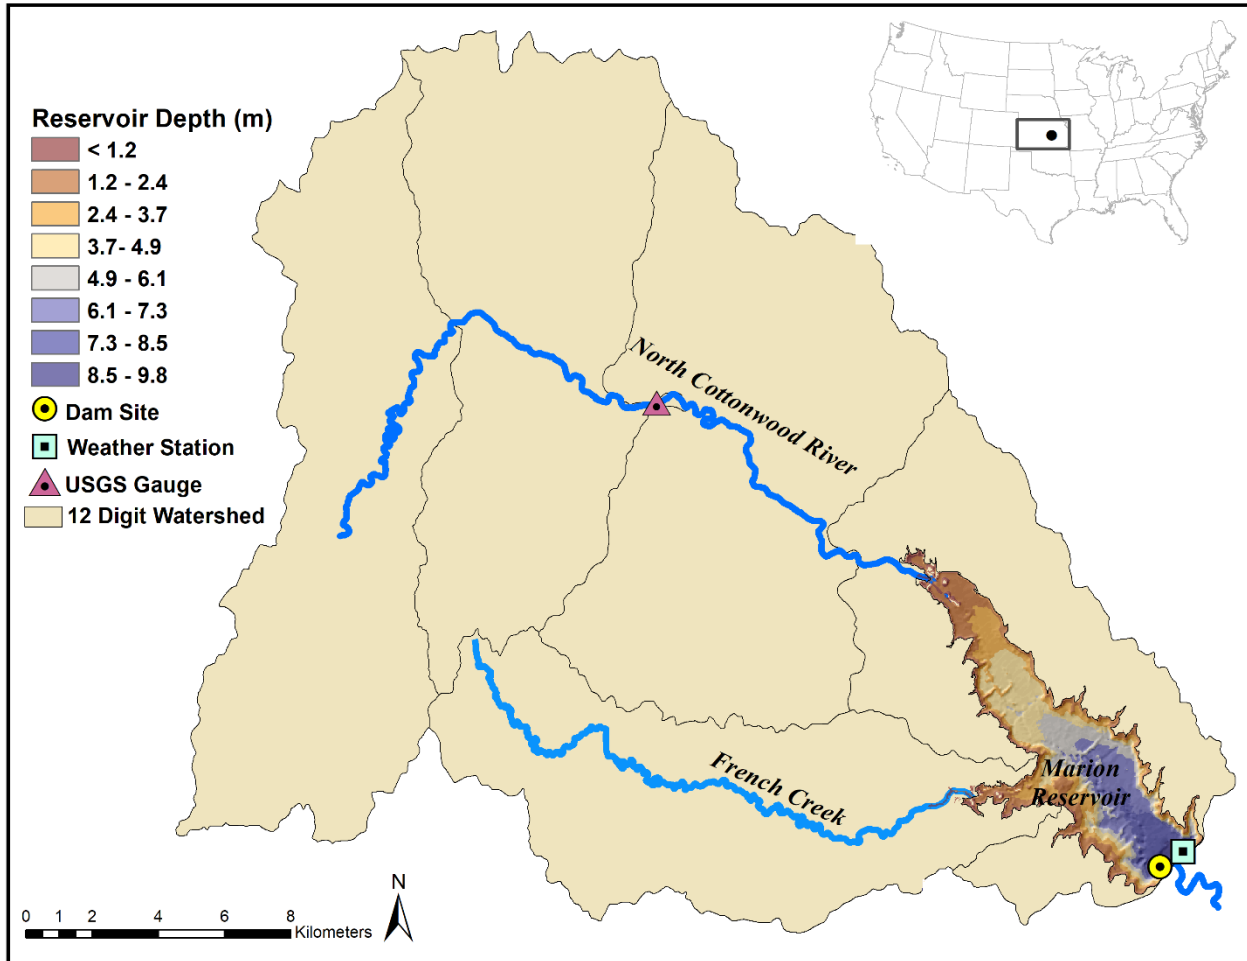 Reservoir Depth (m)
< 1.2
1.2 - 2.4
2.4 - 3.7
3.7- 4.9
4.9 - 6.1
6.1 - 7.3
7.3 - 8.5
8.5 - 9.8
Dam Site
Weather Station
USGS Gauge
12 Digit Watershed
North Cottonwood River
French Creek
Marion
Reservoir
N
0 1 2 4 6 8
Kilometers